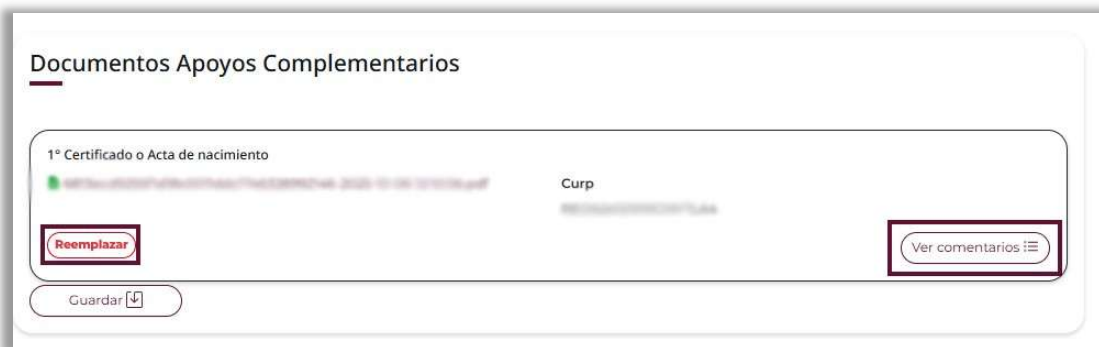 Documentos Apoyos Complementarios
1° Certificado o Acta de nacimiento
Curp
Reemplazar
Ver comentarios
Guardar